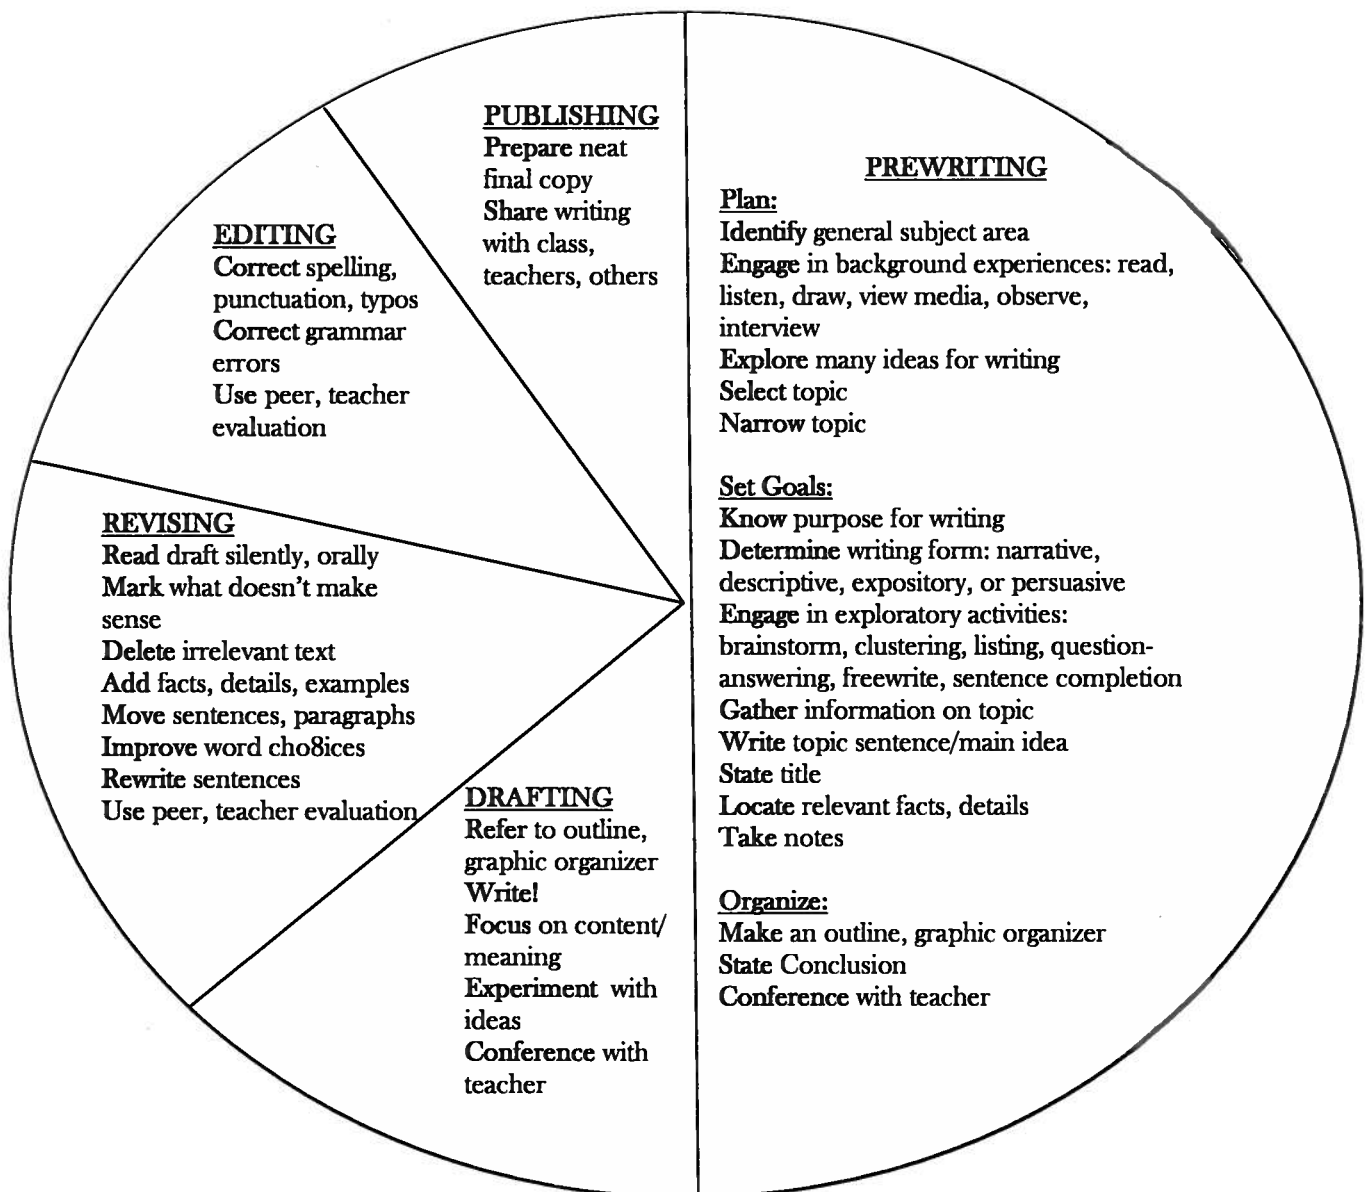 PREWRITING
Plan:
Identify general subject area
Engage in background experiences: read,
listen, draw, view media, observe,
interview
Explore many ideas for writing
Select topic
Narrow topic
Set Goals:
Know purpose for writing
Determine writing form: narrative,
descriptive, expository, or persuasive
Engage in exploratory activities:
brainstorm, clustering, listing, question-
answering, freewrite, sentence completion
Gather information on topic
Write topic sentence/main idea
State title
Locate relevant facts, details
Take notes
Organize:
Make an outline, graphic organizer
State Conclusion
Conference with teacher
DRAFTING
Refer to outline,
graphic organizer
Write!
Focus on content/
meaning
Experiment with
ideas
Conference with
teacher
REVISING
Read draft silently, orally
Mark what doesn't make
sense
Delete irrelevant text
Add facts, details, examples
Move sentences, paragraphs
Improve word cho8ices
Rewrite sentences
Use peer, teacher evaluation
EDITING
Correct spelling,
punctuation, typos
Correct grammar
errors
Use peer, teacher
evaluation
PUBLISHING
Prepare neat
final copy
Share writing
with class,
teachers, others